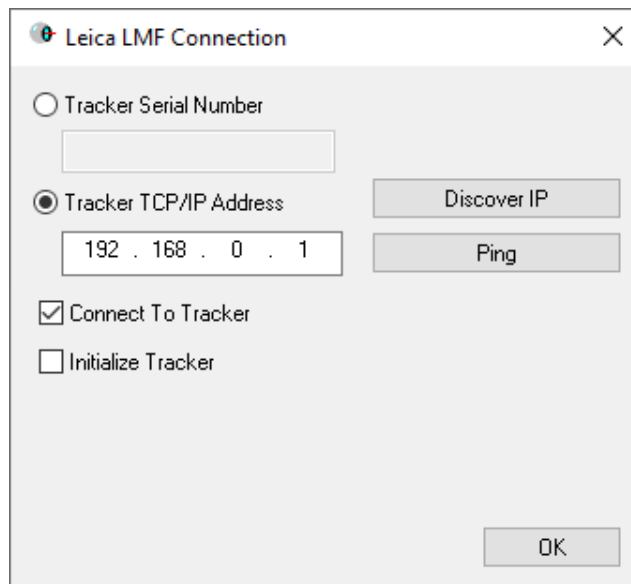 Leica LMF Connection
Tracker Serial Number
Tracker TCP/IP Address
Discover IP
192 . 168 . 0 . 1
Ping
Connect To Tracker
Initialize Tracker
OK